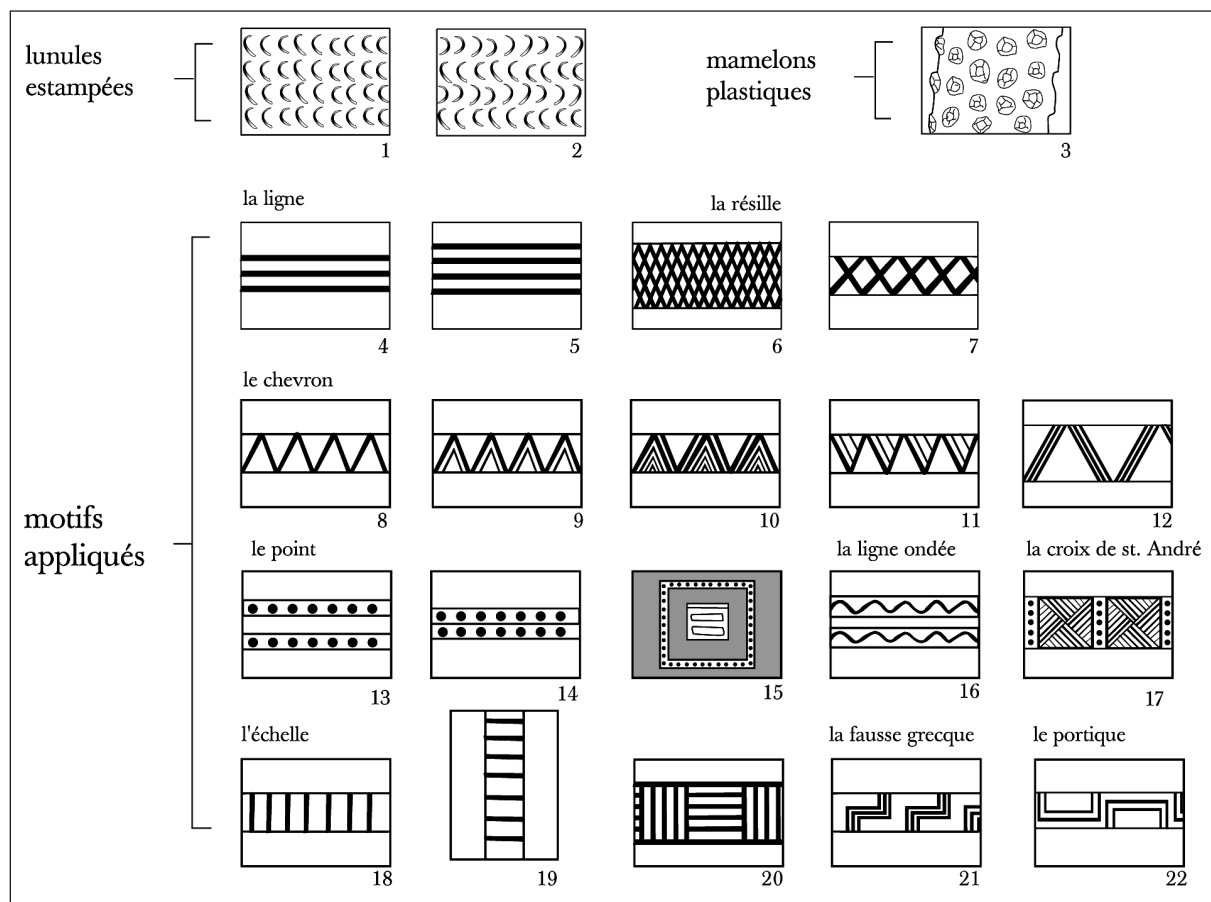 lunules
estampées
mamelons
plastiques
1
2
3
la ligne
la résille
4
5
6
7
le chevron
8
9
10
11
12
motifs
appliqués
le point
la ligne ondée
la croix de st. André
13
14
15
16
17
l'échelle
la fausse grecque
le portique
18
19
20
21
22